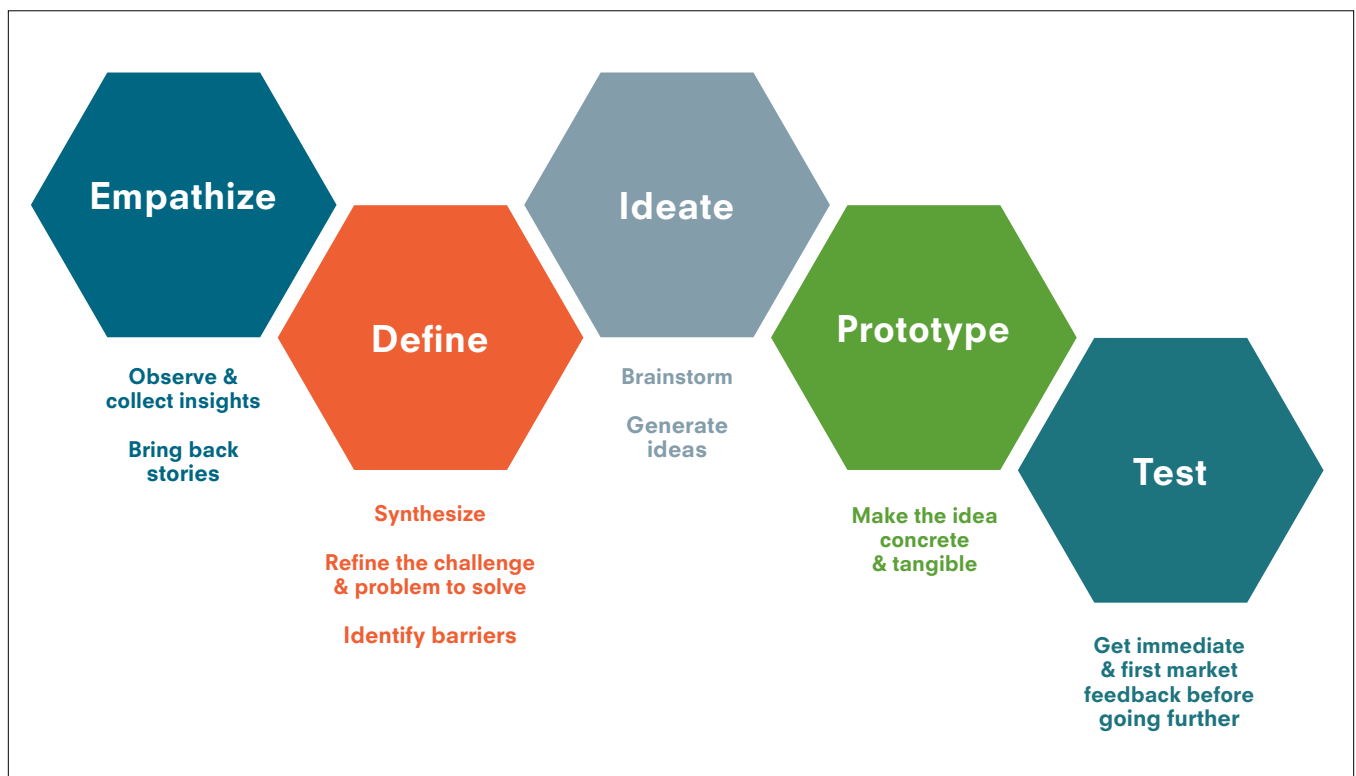 Empathize
Observe &
collect insights
Bring back
stories
Define
Synthesize
Refine the challenge
& problem to solve
Identify barriers
Ideate
Brainstorm
Generate
ideas
Prototype
Make the idea
concrete
& tangible
Test
Get immediate
& first market
feedback before
going further